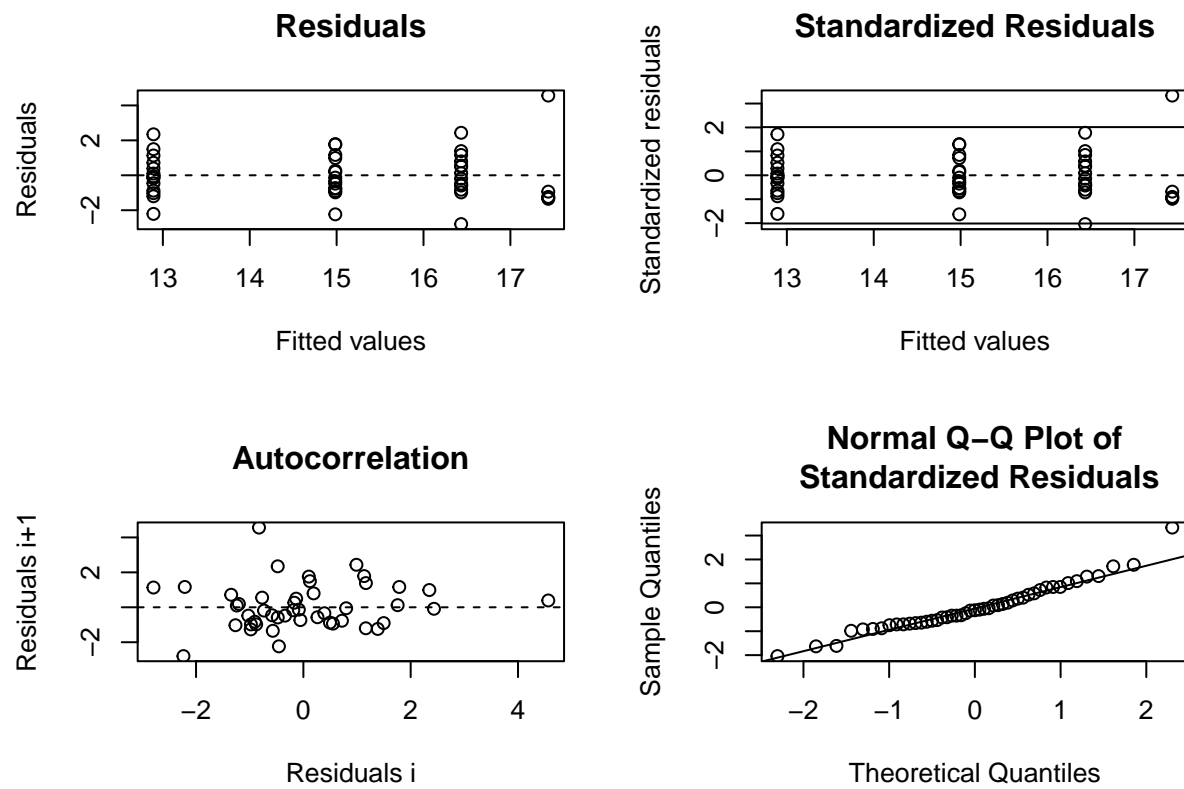 Residuals
Residuals
2
−2
13 14 15 16 17
Fitted values
Standardized Residuals
Standardized residuals
2
0
−2
13 14 15 16 17
Fitted values
Autocorrelation
Residuals i+1
2
−2
−2 0 2 4
Residuals i
Normal Q−Q Plot of
Standardized Residuals
Sample Quantiles
2
0
−2
−2 −1 0 1 2
Theoretical Quantiles